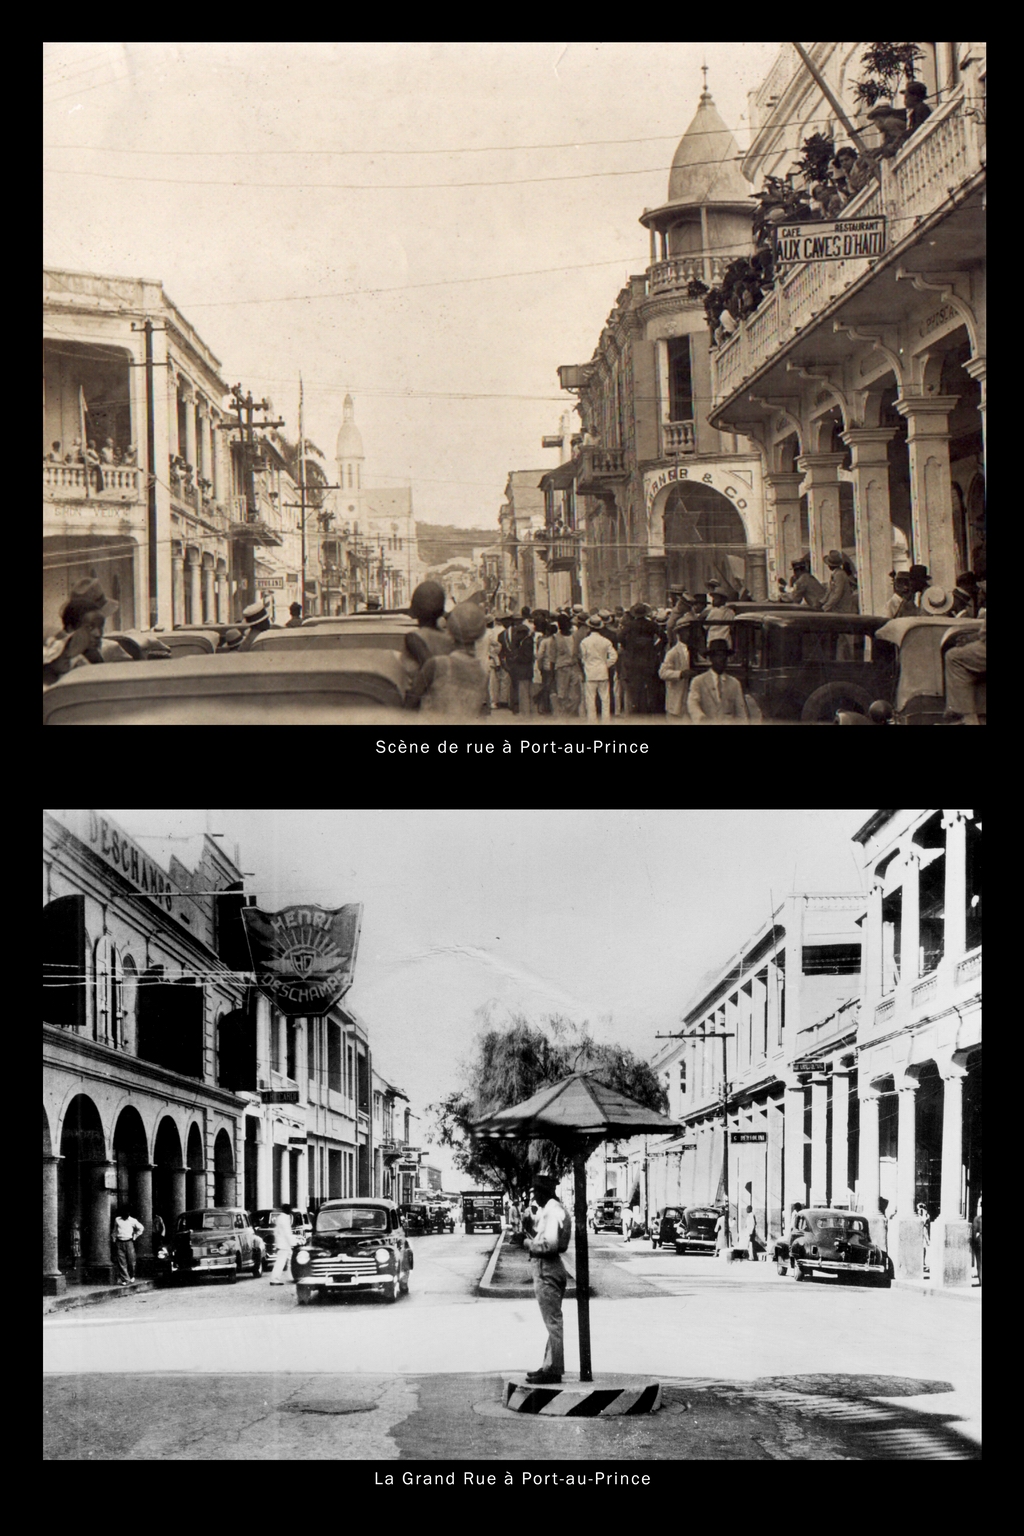 CAFE RESTAURANT
AUX CAVES D'HAITI
& CO
Scène de rue à Port-au-Prince
DESCHAMPS
HENRI
HD
DESCHAMPS
La Grand Rue à Port-au-Prince